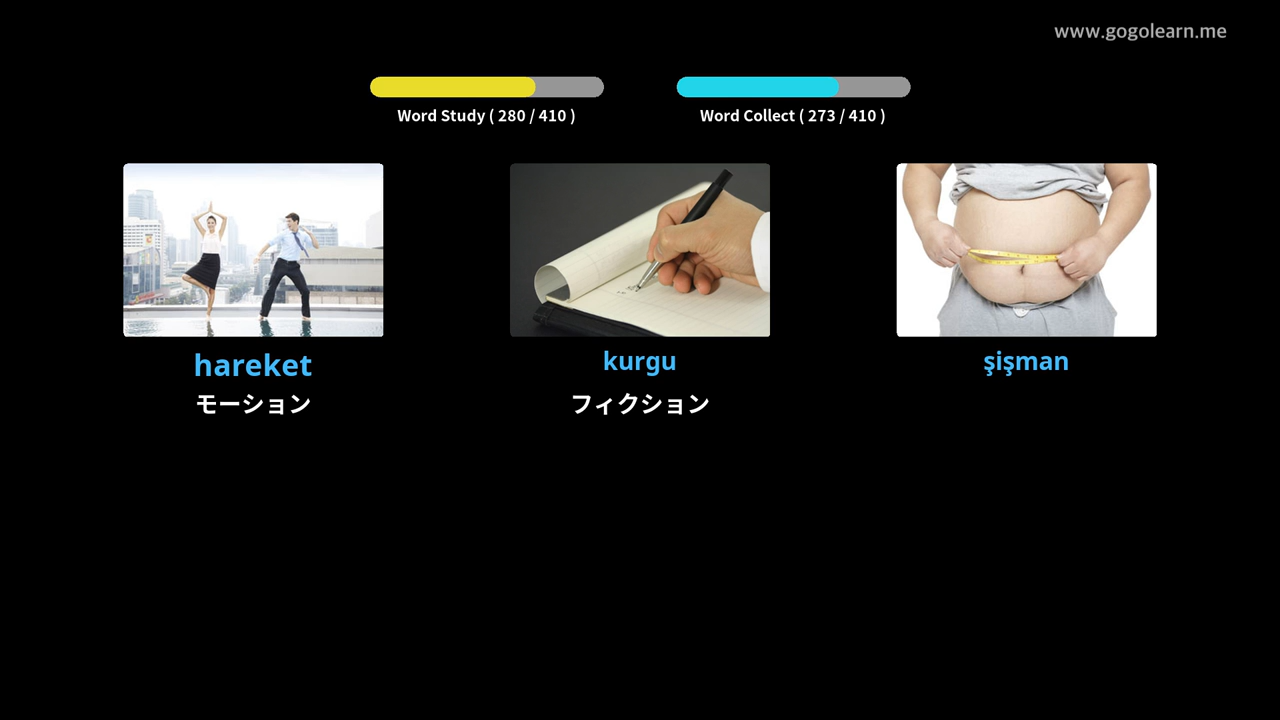 www.gogolearn.me
Word Study ( 280 / 410 )
Word Collect ( 273 / 410 )
hareket
モーション
kurgu
フィクション
şişman